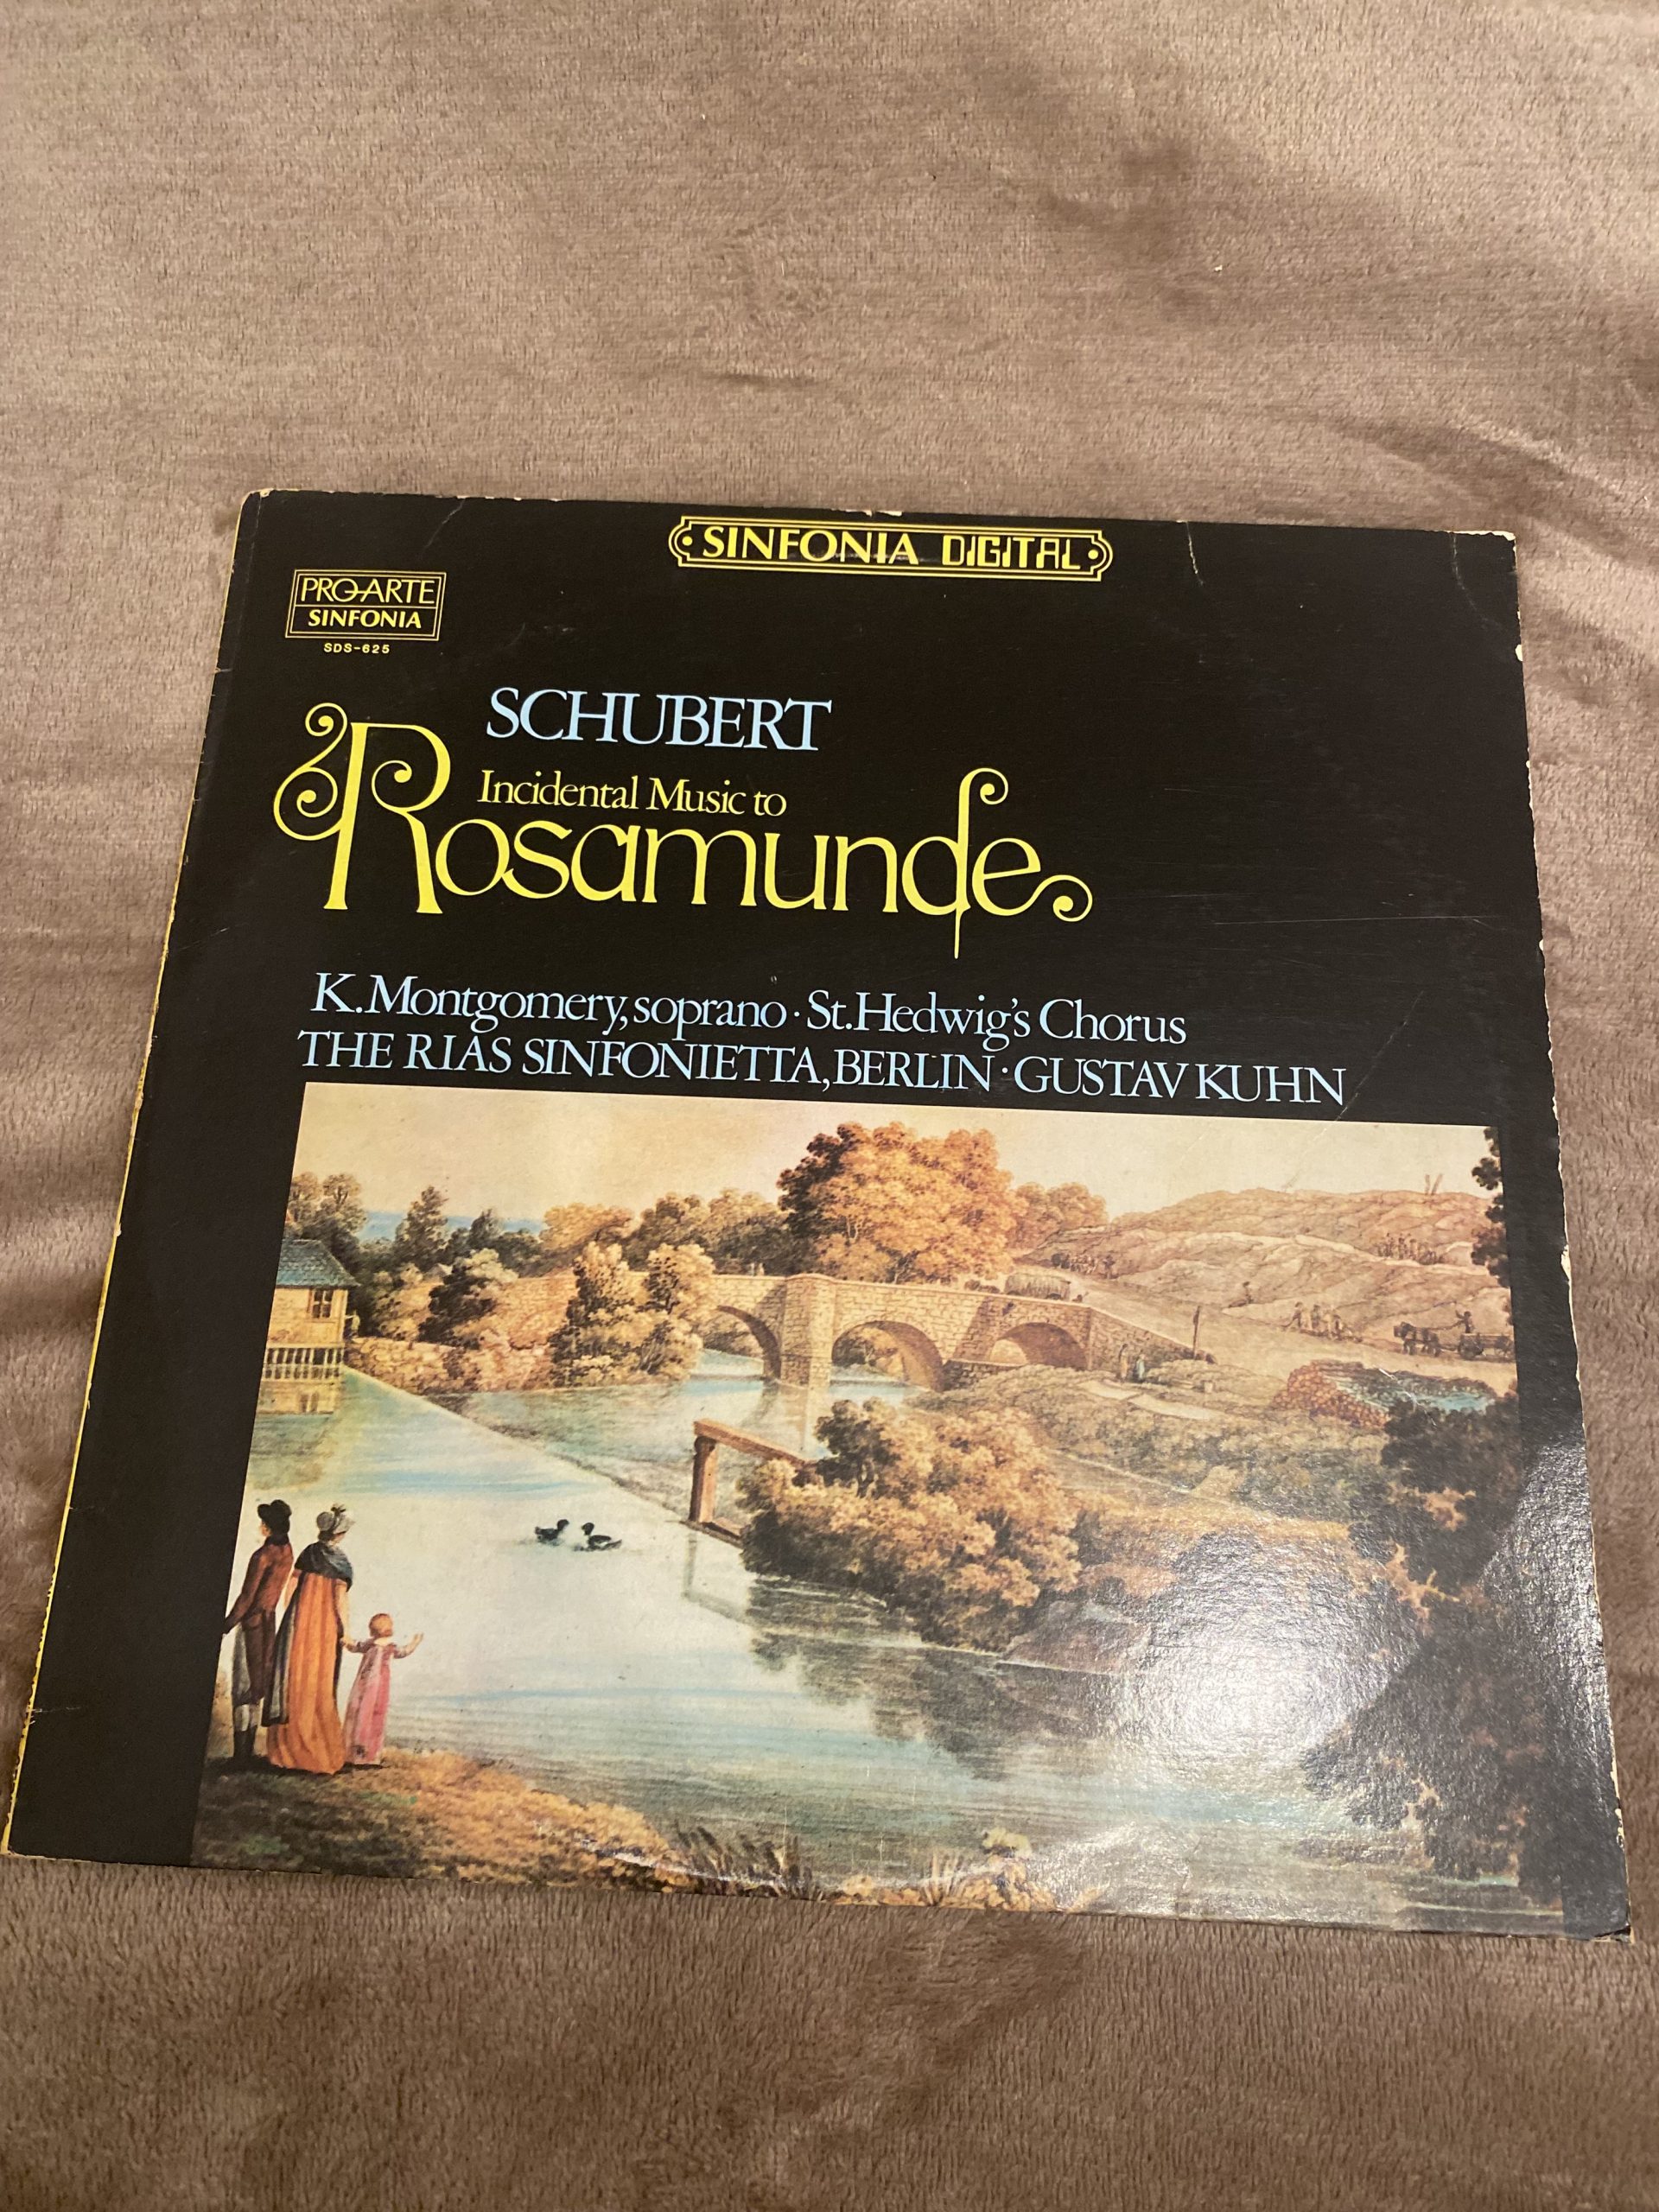 SINFONIA DIGITAL
PRO ARTE
SINFONIA
SDS-625
SCHUBERT
Incidental Music to
Rosamunde
K.Montgomery, soprano · St.Hedwig's Chorus
THE RIAS SINFONIETTA, BERLIN · GUSTAV KUHN